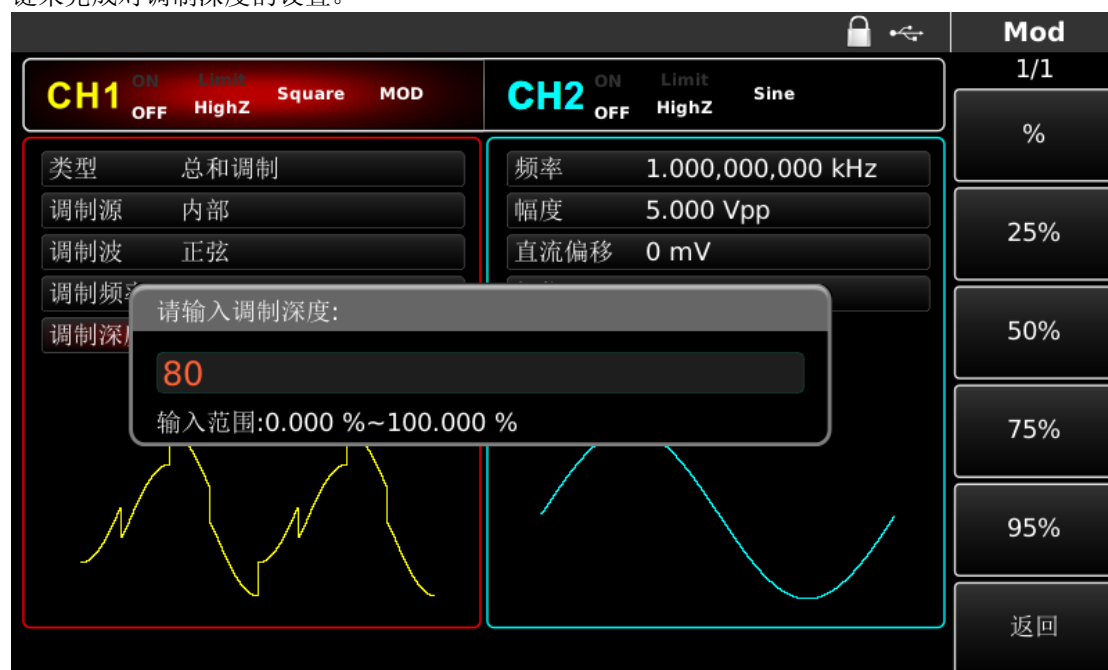 键来完成对调制深度的设置。
Mod
1/1
CH1 ON OFF Limit HighZ Square MOD
CH2 ON OFF Limit HighZ Sine
类型 总和调制
调制源 内部
调制波 正弦
调制频率
调制深
频率 1.000,000,000 kHz
幅度 5.000 Vpp
直流偏移 0 mV
请输入调制深度:
80
输入范围:0.000 %~100.000 %
%
25%
50%
75%
95%
返回